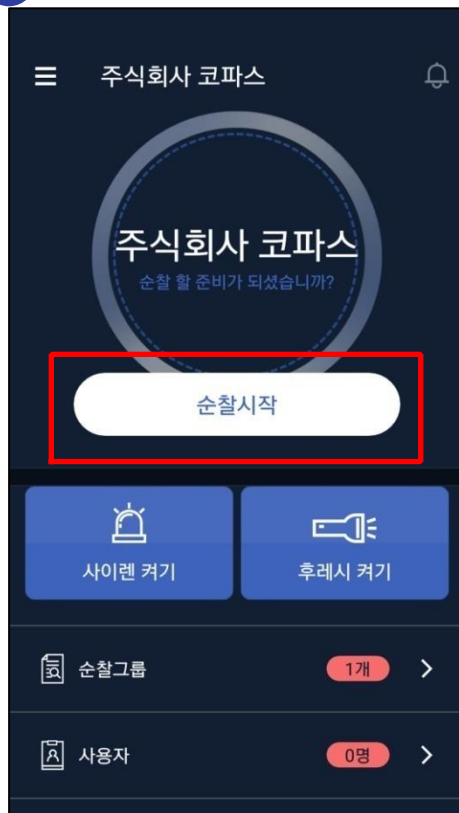 주식회사 코파스
주식회사 코파스
순찰 할 준비가 되셨습니까?
순찰시작
사이렌 켜기
후레시 켜기
순찰그룹
1개
사용자
0명